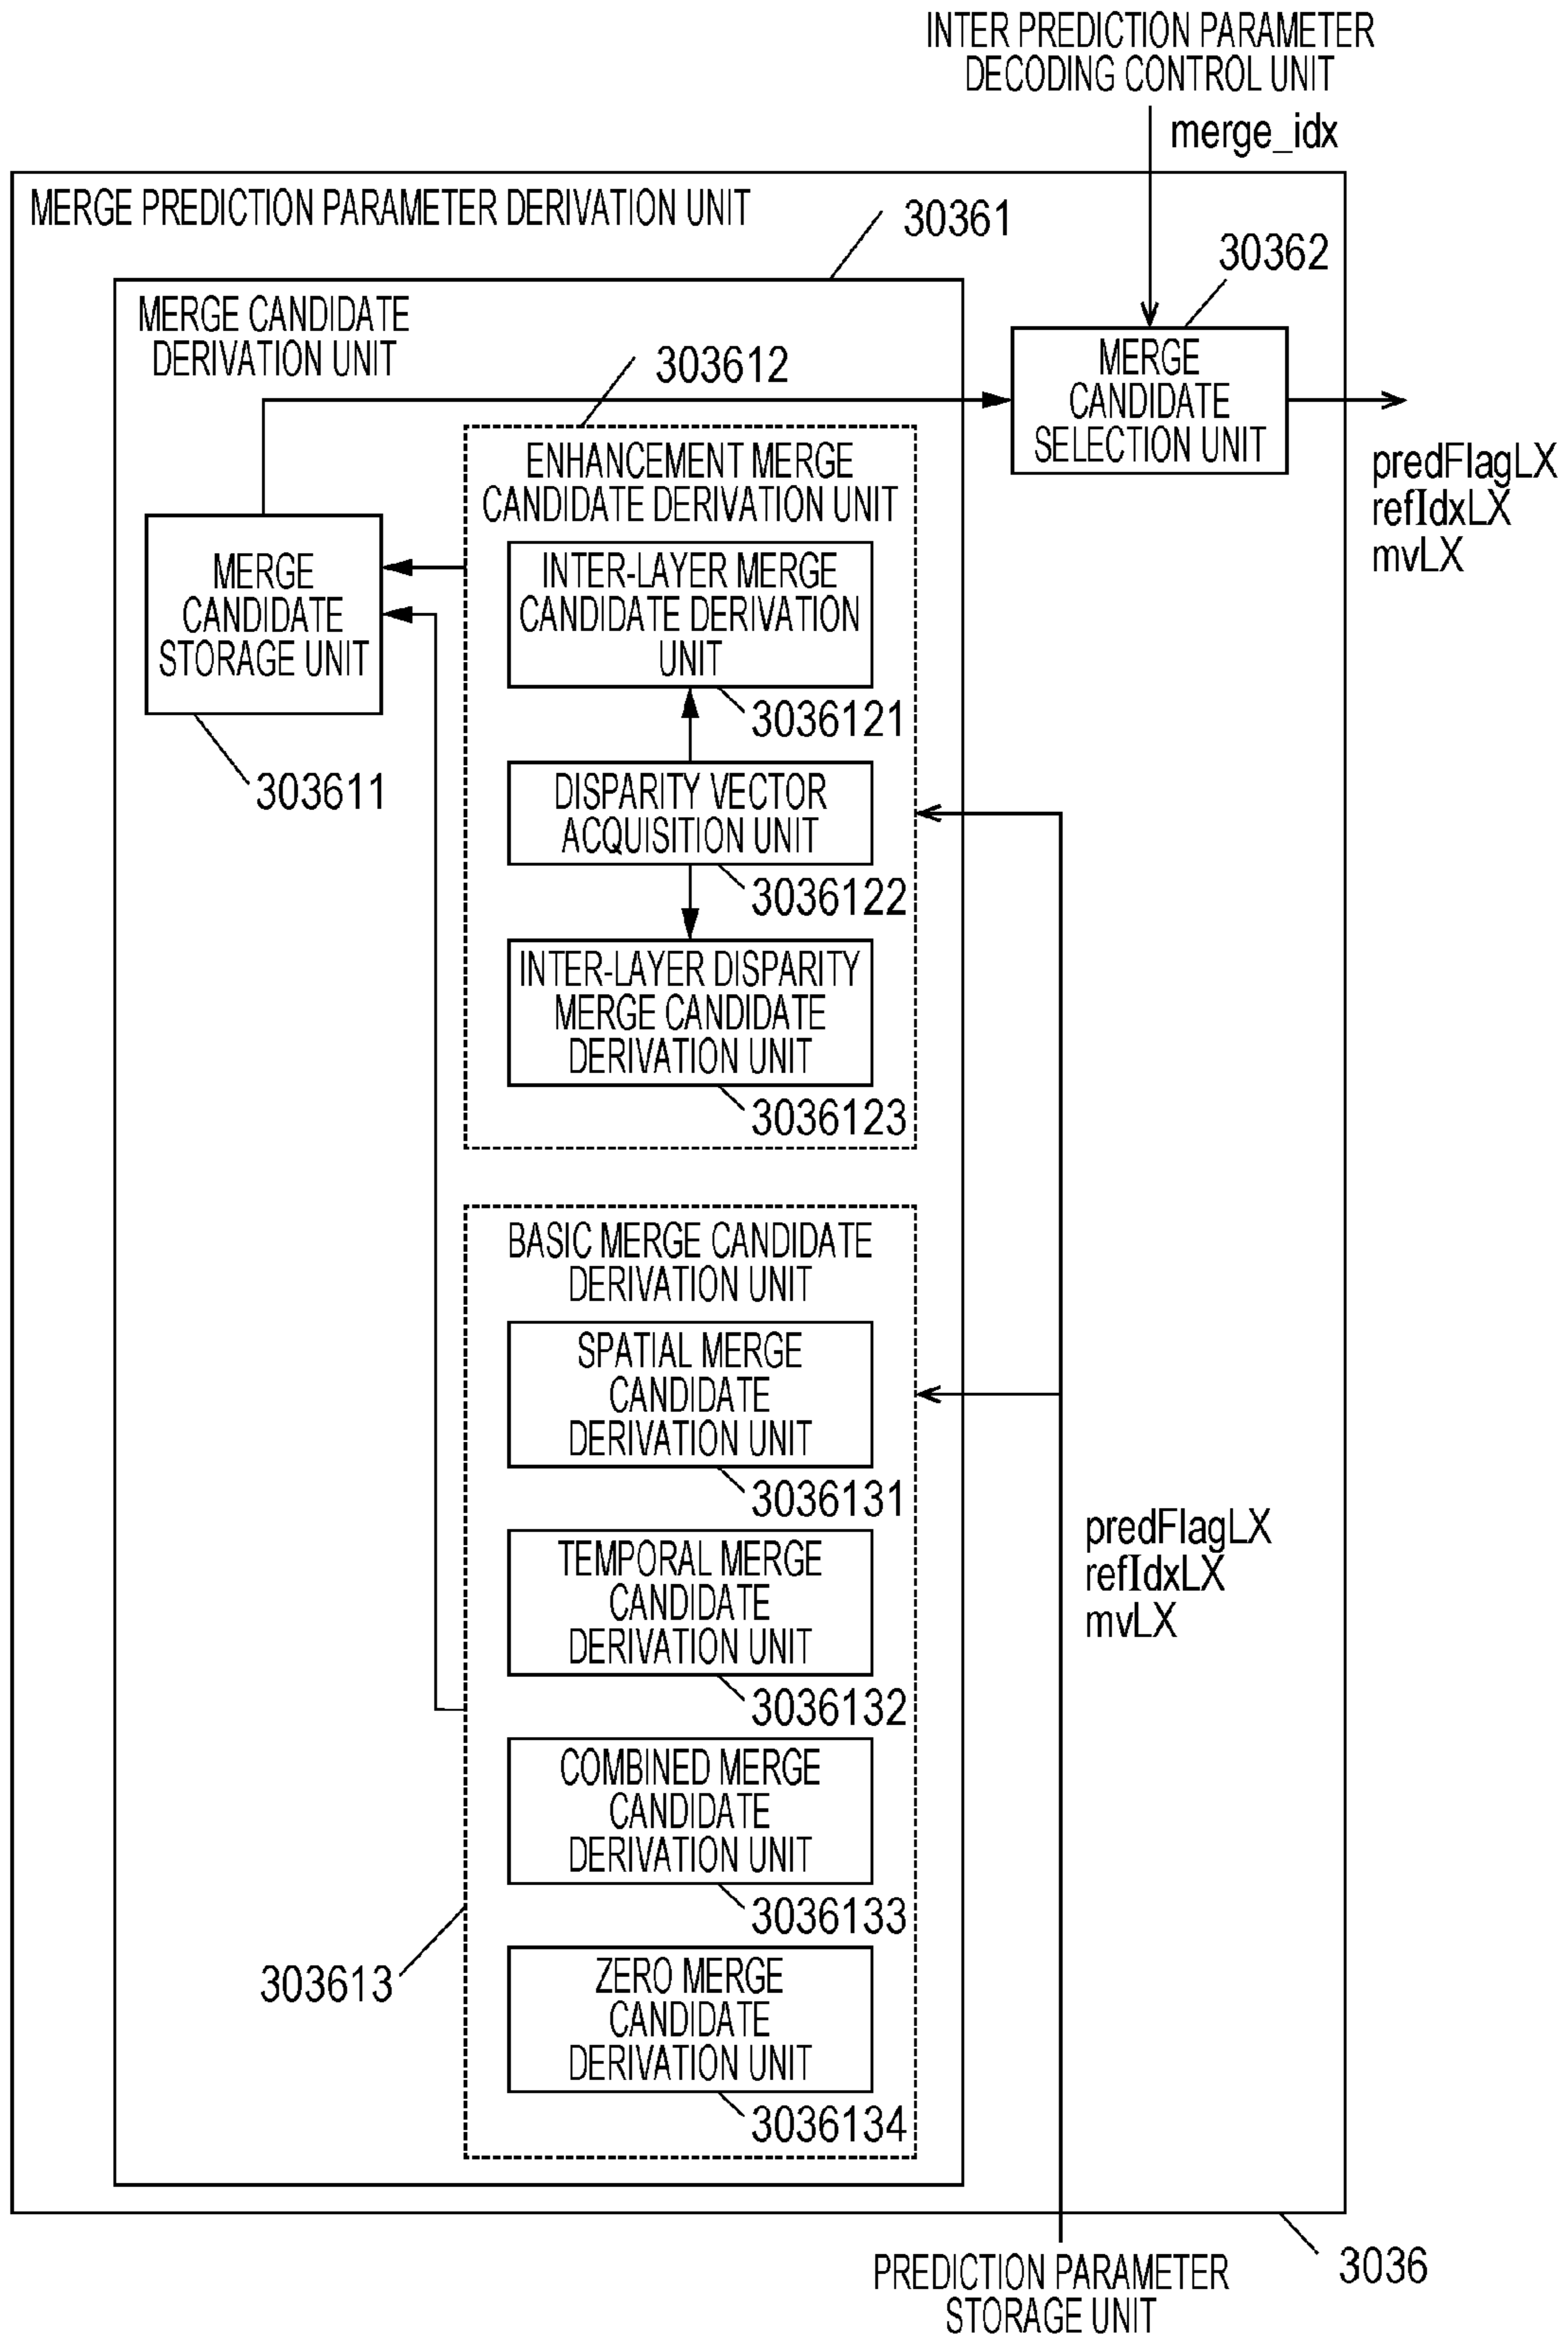 INTER PREDICTION PARAMETER
DECODING CONTROL UNIT
merge_idx
MERGE PREDICTION PARAMETER DERIVATION UNIT
30361
30362
MERGE CANDIDATE
DERIVATION UNIT
MERGE
CANDIDATE
SELECTION UNIT
303612
predFlagLX
refIdxLX
mvLX
ENHANCEMENT MERGE
CANDIDATE DERIVATION UNIT
MERGE
CANDIDATE
STORAGE UNIT
303611
INTER-LAYER MERGE
CANDIDATE DERIVATION
UNIT
3036121
DISPARITY VECTOR
ACQUISITION UNIT
3036122
INTER-LAYER DISPARITY
MERGE CANDIDATE
DERIVATION UNIT
3036123
BASIC MERGE CANDIDATE
DERIVATION UNIT
SPATIAL MERGE
CANDIDATE
DERIVATION UNIT
3036131
predFlagLX
refIdxLX
mvLX
TEMPORAL MERGE
CANDIDATE
DERIVATION UNIT
3036132
COMBINED MERGE
CANDIDATE
DERIVATION UNIT
3036133
303613
ZERO MERGE
CANDIDATE
DERIVATION UNIT
3036134
3036
PREDICTION PARAMETER
STORAGE UNIT